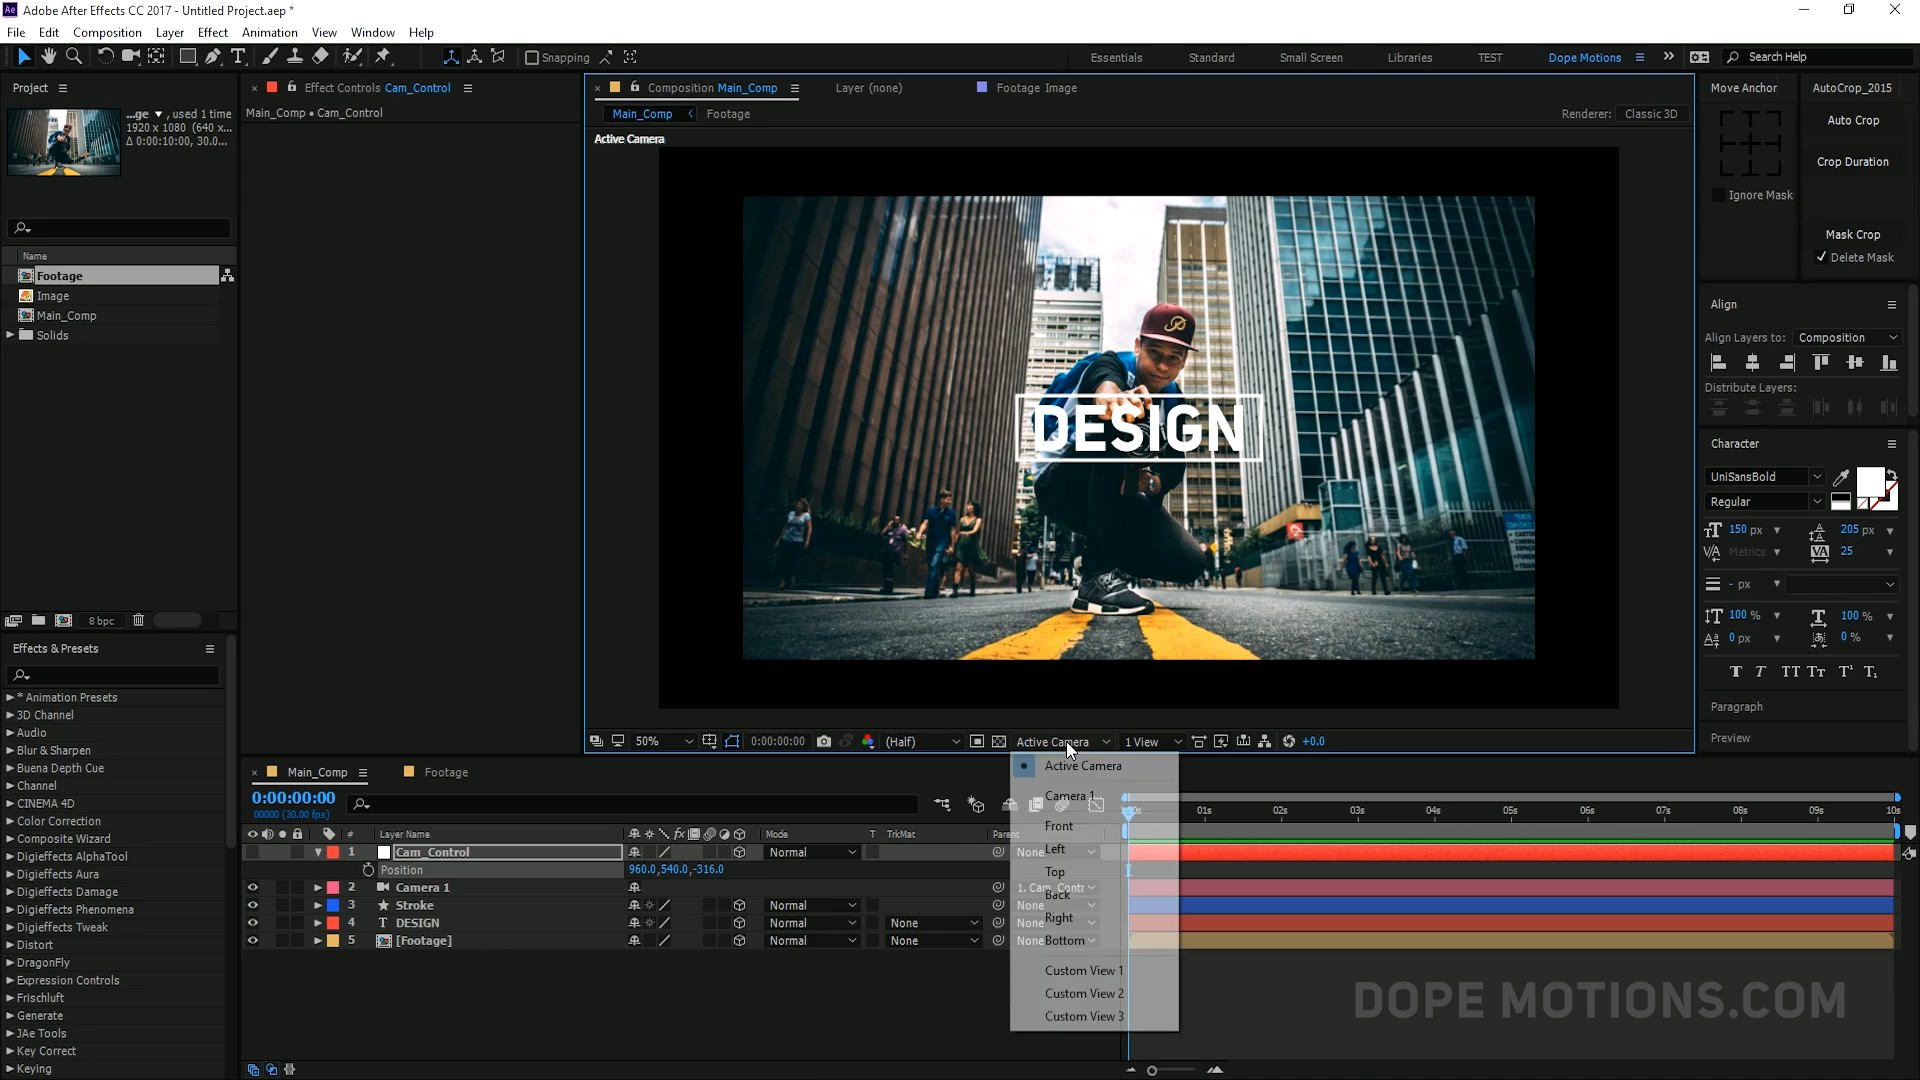 Adobe After Effects CC 2017 - Untitled Project.aep *
File Edit Composition Layer Effect Animation View Window Help
Snapping
Essentials Standard Small Screen Libraries TEST Dope Motions Search Help
Project
...ge ▼ , used 1 time
1920 x 1080 (640 x...
Δ 0:00:10:00, 30.0...
Name
Footage
Image
Main_Comp
Solids
8 bpc
Effects & Presets
* Animation Presets
3D Channel
Audio
Blur & Sharpen
Buena Depth Cue
Channel
CINEMA 4D
Color Correction
Composite Wizard
Digieffects AlphaTool
Digieffects Aura
Digieffects Damage
Digieffects Phenomena
Digieffects Tweak
Distort
DragonFly
Expression Controls
Frischluft
Generate
JAe Tools
Key Correct
Keying
Effect Controls Cam_Control
Main_Comp • Cam_Control
Composition Main_Comp
Layer (none)
Footage Image
Main_Comp Footage
Renderer: Classic 3D
Active Camera
DESIGN
50% 0:00:00:00 (Half) Active Camera 1 View +0.0
Active Camera
Camera 1
Front
Left
Top
Back
Right
Bottom
Custom View 1
Custom View 2
Custom View 3
Move Anchor
Ignore Mask
AutoCrop_2015
Auto Crop
Crop Duration
Mask Crop
Delete Mask
Align
Align Layers to: Composition
Distribute Layers:
Character
UniSansBold
Regular
150 px 205 px
Metrics 25
- px
100 % 100 %
0 px 0 %
Paragraph
Preview
Main_Comp Footage
0:00:00:00
00000 (30.00 fps)
# Layer Name Mode T TrkMat Parent
01s 02s 03s 04s 05s 06s 07s 08s 09s 10s
1 Cam_Control Normal None
Position 960.0,540.0,-316.0
2 Camera 1 1. Cam_Contr
3 Stroke Normal None
4 DESIGN Normal None None
5 [Footage] Normal None None
DOPE MOTIONS.COM